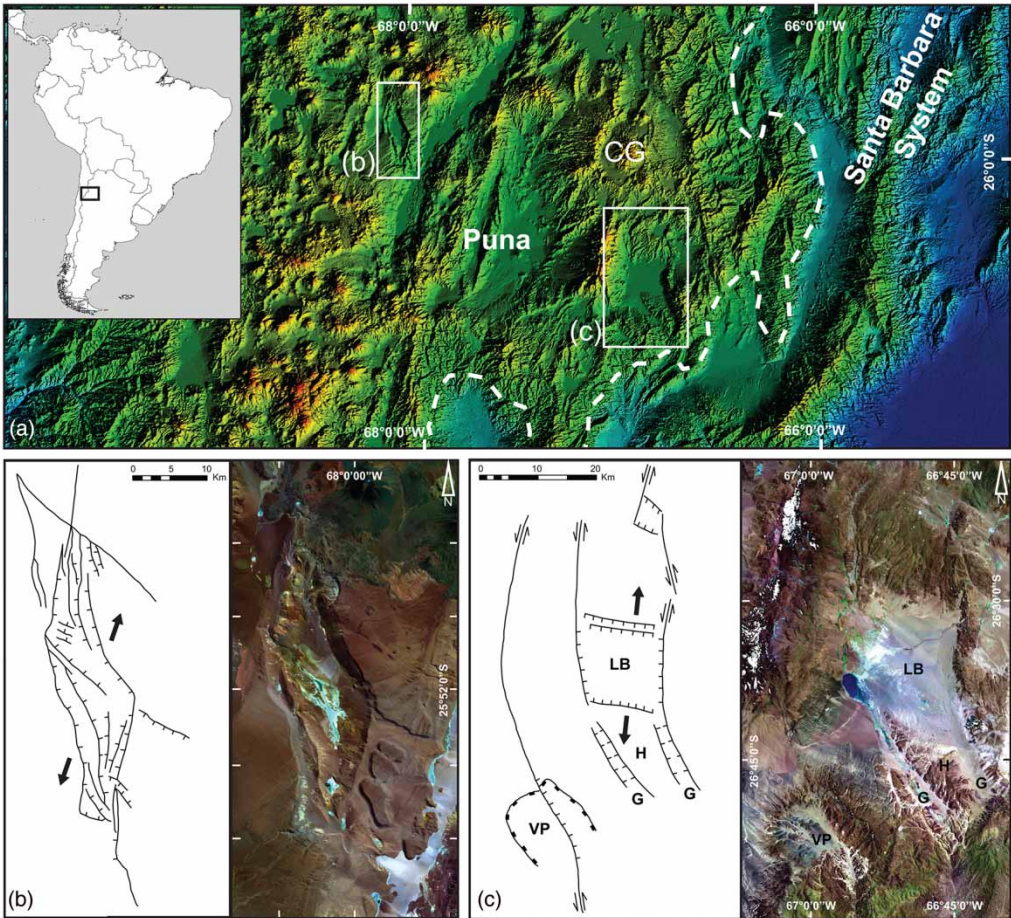 68°0'0''W
66°0'0''W
Santa Barbara
System
(b)
CG
26°0'0''S
Puna
(c)
(a)
68°0'0''W
66°0'0''W
0 5 10
Km
68°0'0''W
N
25°52'0''S
(b)
0 10 20
Km
LB
H
G
G
VP
(c)
67°0'0''W
66°45'0''W
N
26°30'0''S
LB
26°45'0''S
H
G
G
VP
67°0'0''W
66°45'0''W